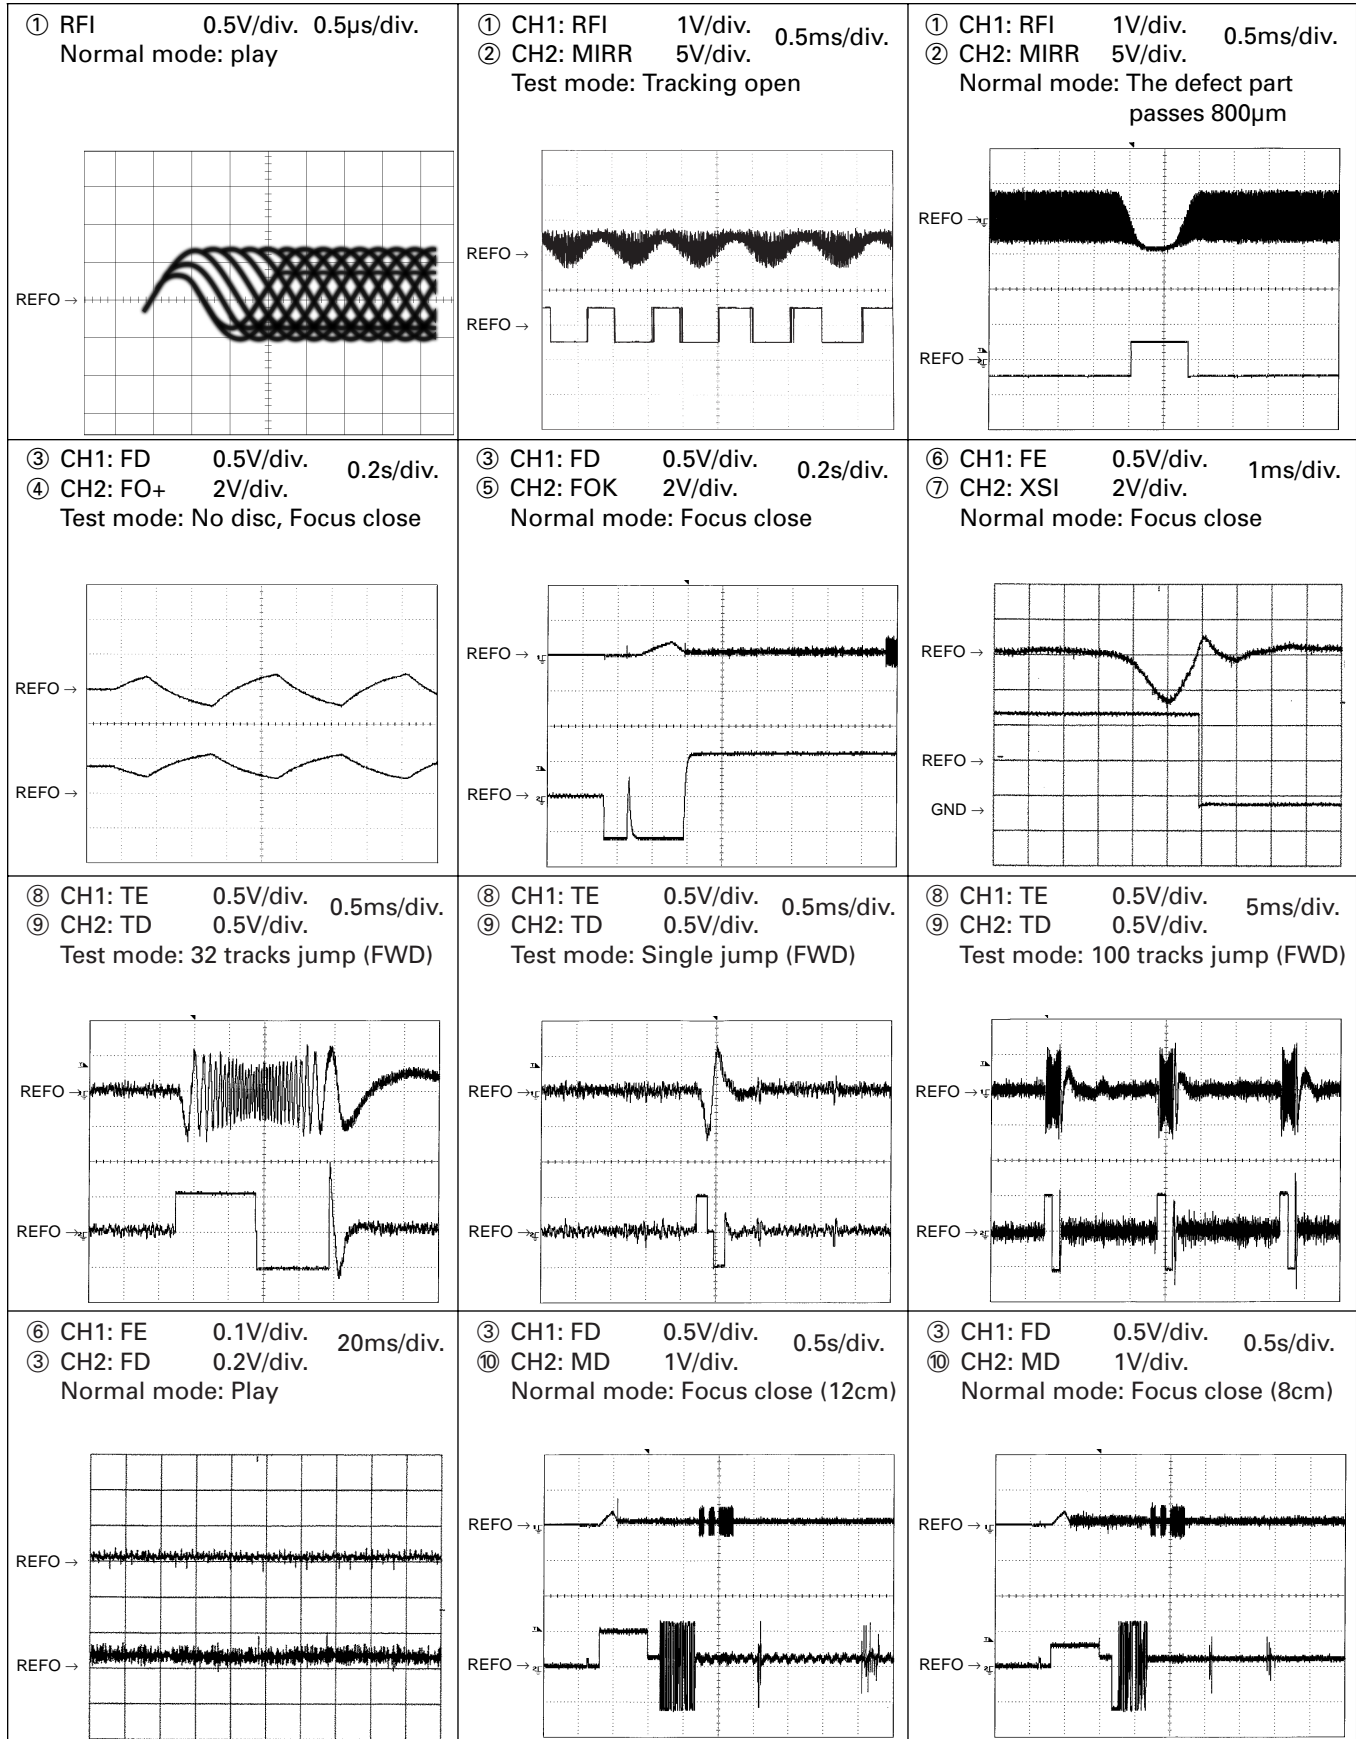 ① RFI 0.5V/div. 0.5µs/div.
Normal mode: play
REFO →
① CH1: RFI 1V/div. 0.5ms/div.
② CH2: MIRR 5V/div.
Test mode: Tracking open
REFO →
REFO →
① CH1: RFI 1V/div. 0.5ms/div.
② CH2: MIRR 5V/div.
Normal mode: The defect part
passes 800µm
REFO →
REFO →
③ CH1: FD 0.5V/div. 0.2s/div.
④ CH2: FO+ 2V/div.
Test mode: No disc, Focus close
REFO →
REFO →
③ CH1: FD 0.5V/div. 0.2s/div.
⑤ CH2: FOK 2V/div.
Normal mode: Focus close
REFO →
REFO →
⑥ CH1: FE 0.5V/div. 1ms/div.
⑦ CH2: XSI 2V/div.
Normal mode: Focus close
REFO →
REFO →
GND →
⑧ CH1: TE 0.5V/div. 0.5ms/div.
⑨ CH2: TD 0.5V/div.
Test mode: 32 tracks jump (FWD)
REFO →
REFO →
⑧ CH1: TE 0.5V/div. 0.5ms/div.
⑨ CH2: TD 0.5V/div.
Test mode: Single jump (FWD)
REFO →
REFO →
⑧ CH1: TE 0.5V/div. 5ms/div.
⑨ CH2: TD 0.5V/div.
Test mode: 100 tracks jump (FWD)
REFO →
REFO →
⑥ CH1: FE 0.1V/div. 20ms/div.
③ CH2: FD 0.2V/div.
Normal mode: Play
REFO →
REFO →
③ CH1: FD 0.5V/div. 0.5s/div.
⑩ CH2: MD 1V/div.
Normal mode: Focus close (12cm)
REFO →
REFO →
③ CH1: FD 0.5V/div. 0.5s/div.
⑩ CH2: MD 1V/div.
Normal mode: Focus close (8cm)
REFO →
REFO →